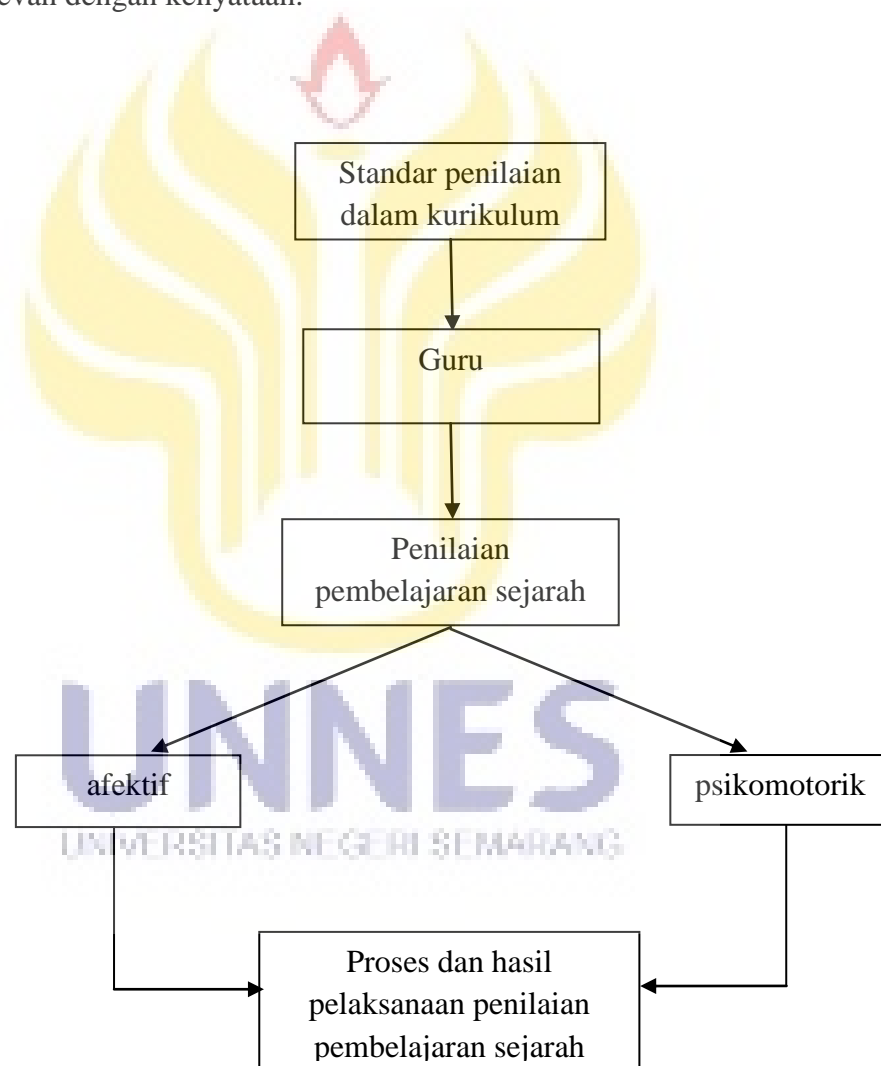 dengan kenyataan.
Standar penilaian
dalam kurikulum
Guru
Penilaian
pembelajaran sejarah
UNNES
afektif
psikomotorik
UNIVERSITAS NEGERI SEMARANG
Proses dan hasil
pelaksanaan penilaian
pembelajaran sejarah